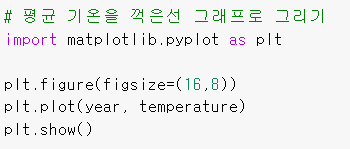 # 평균 기온을 꺽은선 그래프로 그리기
import matplotlib.pyplot as plt

plt.figure(figsize=(16,8))
plt.plot(year, temperature)
plt.show()